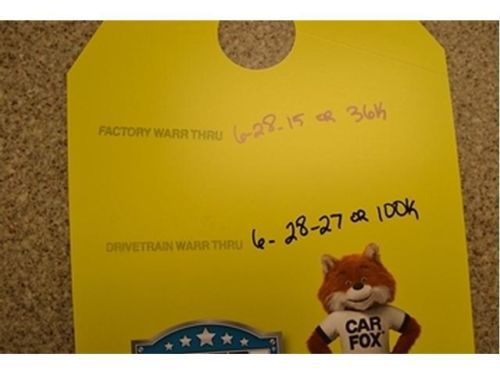 FACTORY WARR THRU 6-28-15 or 36K
DRIVETRAIN WARR THRU 6-28-27 or 100K
CAR
FOX